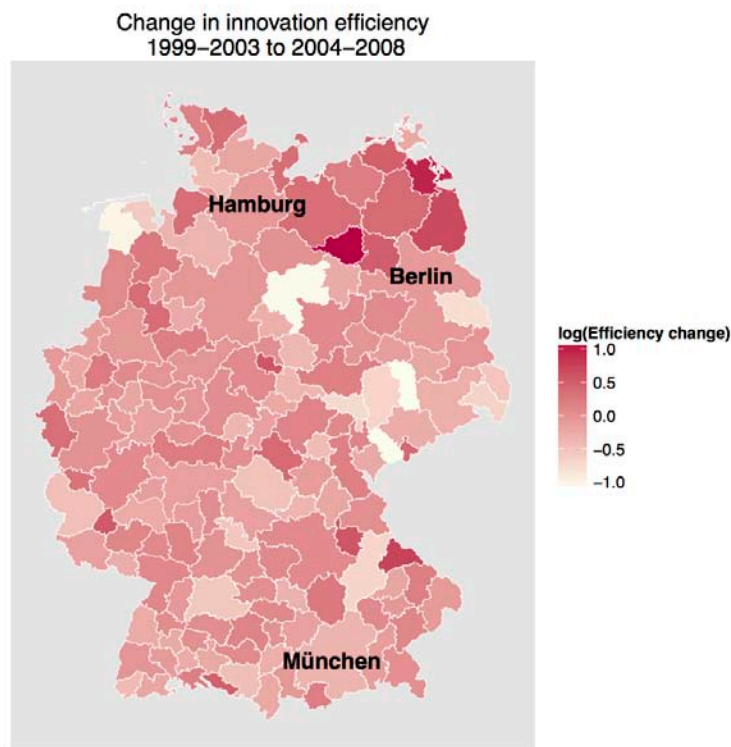 Change in innovation efficiency
1999–2003 to 2004–2008
Hamburg
Berlin
München
log(Efficiency change)
1.0
0.5
0.0
−0.5
−1.0